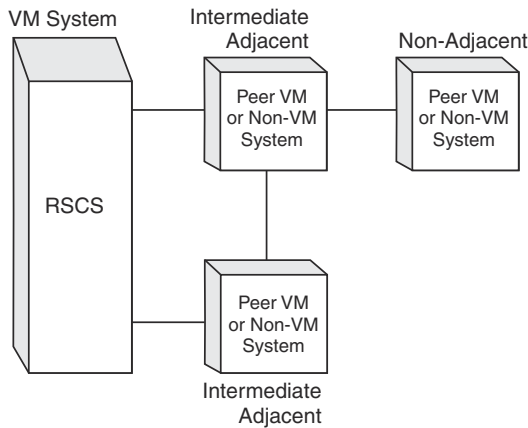 VM System
Intermediate
Adjacent
Non-Adjacent
Peer VM
or Non-VM
System
Peer VM
or Non-VM
System
RSCS
Peer VM
or Non-VM
System
Intermediate
Adjacent